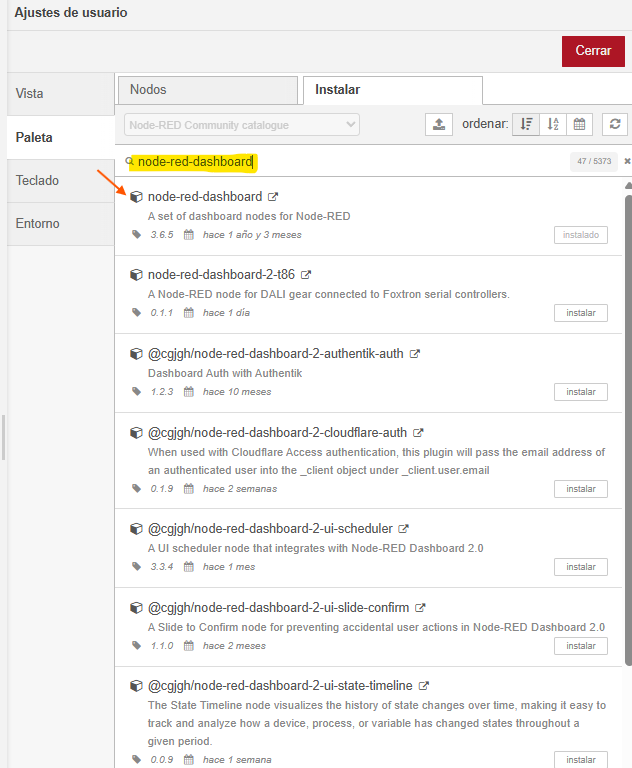 Ajustes de usuario
Cerrar
Vista
Paleta
Teclado
Entorno
Nodos
Instalar
Node-RED Community catalogue
ordenar:
node-red-dashboard
47 / 5373
node-red-dashboard
A set of dashboard nodes for Node-RED
3.6.5 hace 1 año y 3 meses
instalado
node-red-dashboard-2-t86
A Node-RED node for DALI gear connected to Foxtron serial controllers.
0.1.1 hace 1 día
instalar
@cgjgh/node-red-dashboard-2-authentik-auth
Dashboard Auth with Authentik
1.2.3 hace 10 meses
instalar
@cgjgh/node-red-dashboard-2-cloudflare-auth
When used with Cloudflare Access authentication, this plugin will pass the email address of
an authenticated user into the _client object under _client.user.email
0.1.9 hace 2 semanas
instalar
@cgjgh/node-red-dashboard-2-ui-scheduler
A UI scheduler node that integrates with Node-RED Dashboard 2.0
3.3.4 hace 1 mes
instalar
@cgjgh/node-red-dashboard-2-ui-slide-confirm
A Slide to Confirm node for preventing accidental user actions in Node-RED Dashboard 2.0
1.1.0 hace 2 meses
instalar
@cgjgh/node-red-dashboard-2-ui-state-timeline
The State Timeline node visualizes the history of state changes over time, making it easy to
track and analyze how a device, process, or variable has changed states throughout a
given period.
0.0.9 hace 1 semana
instalar